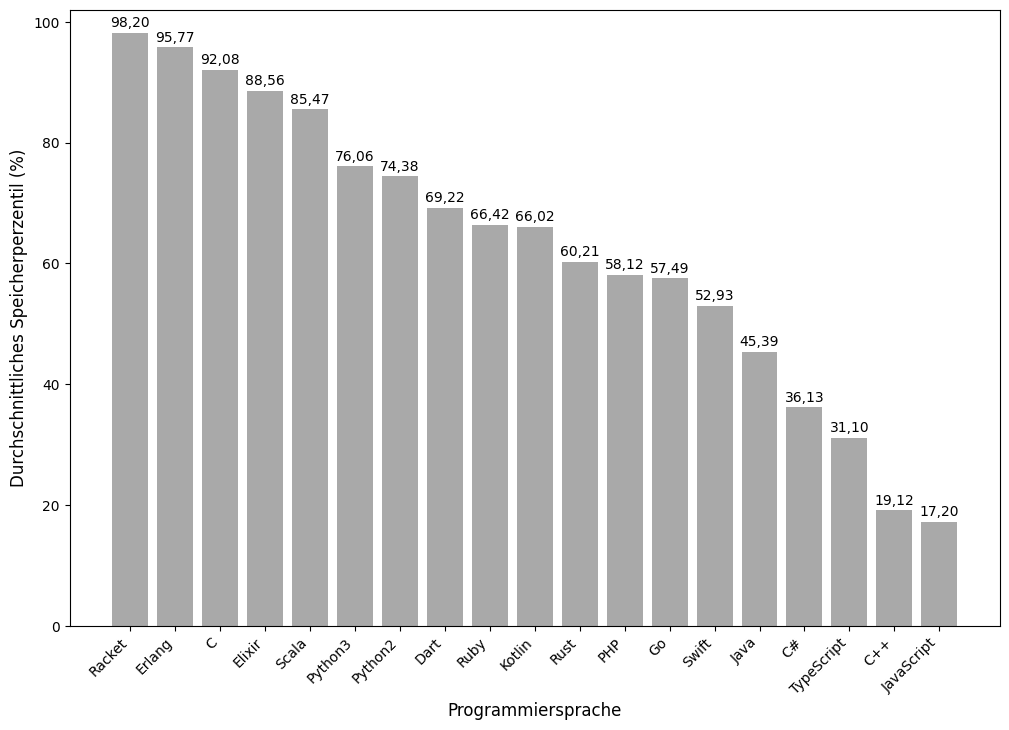 Durchschnittliches Speicherperzentil (%)
100
80
60
40
20
0
98,20
95,77
92,08
88,56
85,47
76,06
74,38
69,22
66,42
66,02
60,21
58,12
57,49
52,93
45,39
36,13
31,10
19,12
17,20
Racket
Erlang
C
Elixir
Scala
Python3
Python2
Dart
Ruby
Kotlin
Rust
PHP
Go
Swift
Java
C#
TypeScript
C++
JavaScript
Programmiersprache